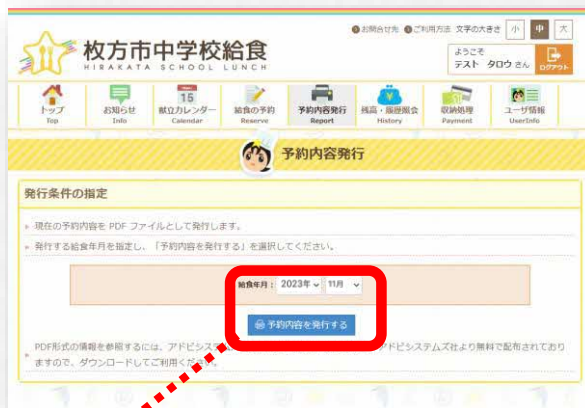 お問合せ先 ご利用方法 文字の大きさ 小 中 大
枚方市中学校給食
HIRAKATA SCHOOL LUNCH
ようこそ
テスト タロウ さん
ログアウト
トップ お知らせ 献立カレンダー 給食の予約 予約内容発行 残高・履歴照会 収納処理 ユーザ情報
Top Info Calendar Reserve Report History Payment UserInfo
15
予約内容発行
発行条件の指定
現在の予約内容を PDF ファイルとして発行します。
発行する給食年月を指定し、「予約内容を発行する」を選択してください。
給食年月： 2023年 11月
予約内容を発行する
PDF形式の情報を参照するには、アドビシステム アドビシステムズ社より無料で配布されており
ますので、ダウンロードしてご利用ください。